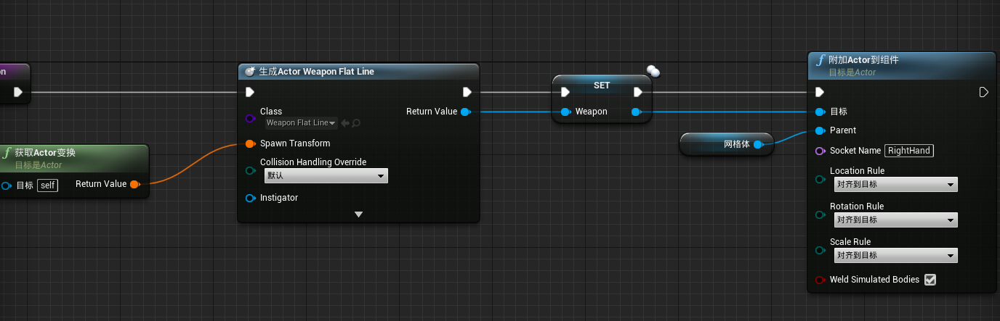 on
获取Actor变换
目标是Actor
目标 self Return Value
生成Actor Weapon Flat Line
Class Return Value
Weapon Flat Line
Spawn Transform
Collision Handling Override
默认
Instigator
SET
Weapon
网格体
附加Actor到组件
目标是Actor
目标
Parent
Socket Name RightHand
Location Rule
对齐到目标
Rotation Rule
对齐到目标
Scale Rule
对齐到目标
Weld Simulated Bodies